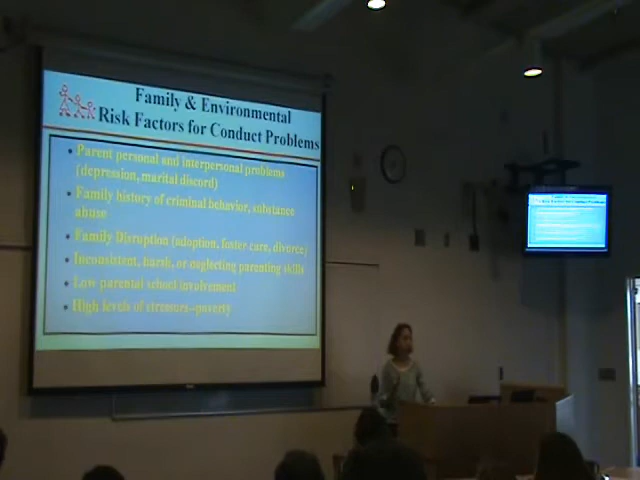 Family & Environmental
Risk Factors for Conduct Problems
• Parent personal and interpersonal problems
(depression, marital discord)
• Family history of criminal behavior, substance
abuse
• Family Disruption (adoption, foster care, divorce)
• Inconsistent, harsh, or neglecting parenting skills
• Low parental school involvement
• High levels of stressors–poverty